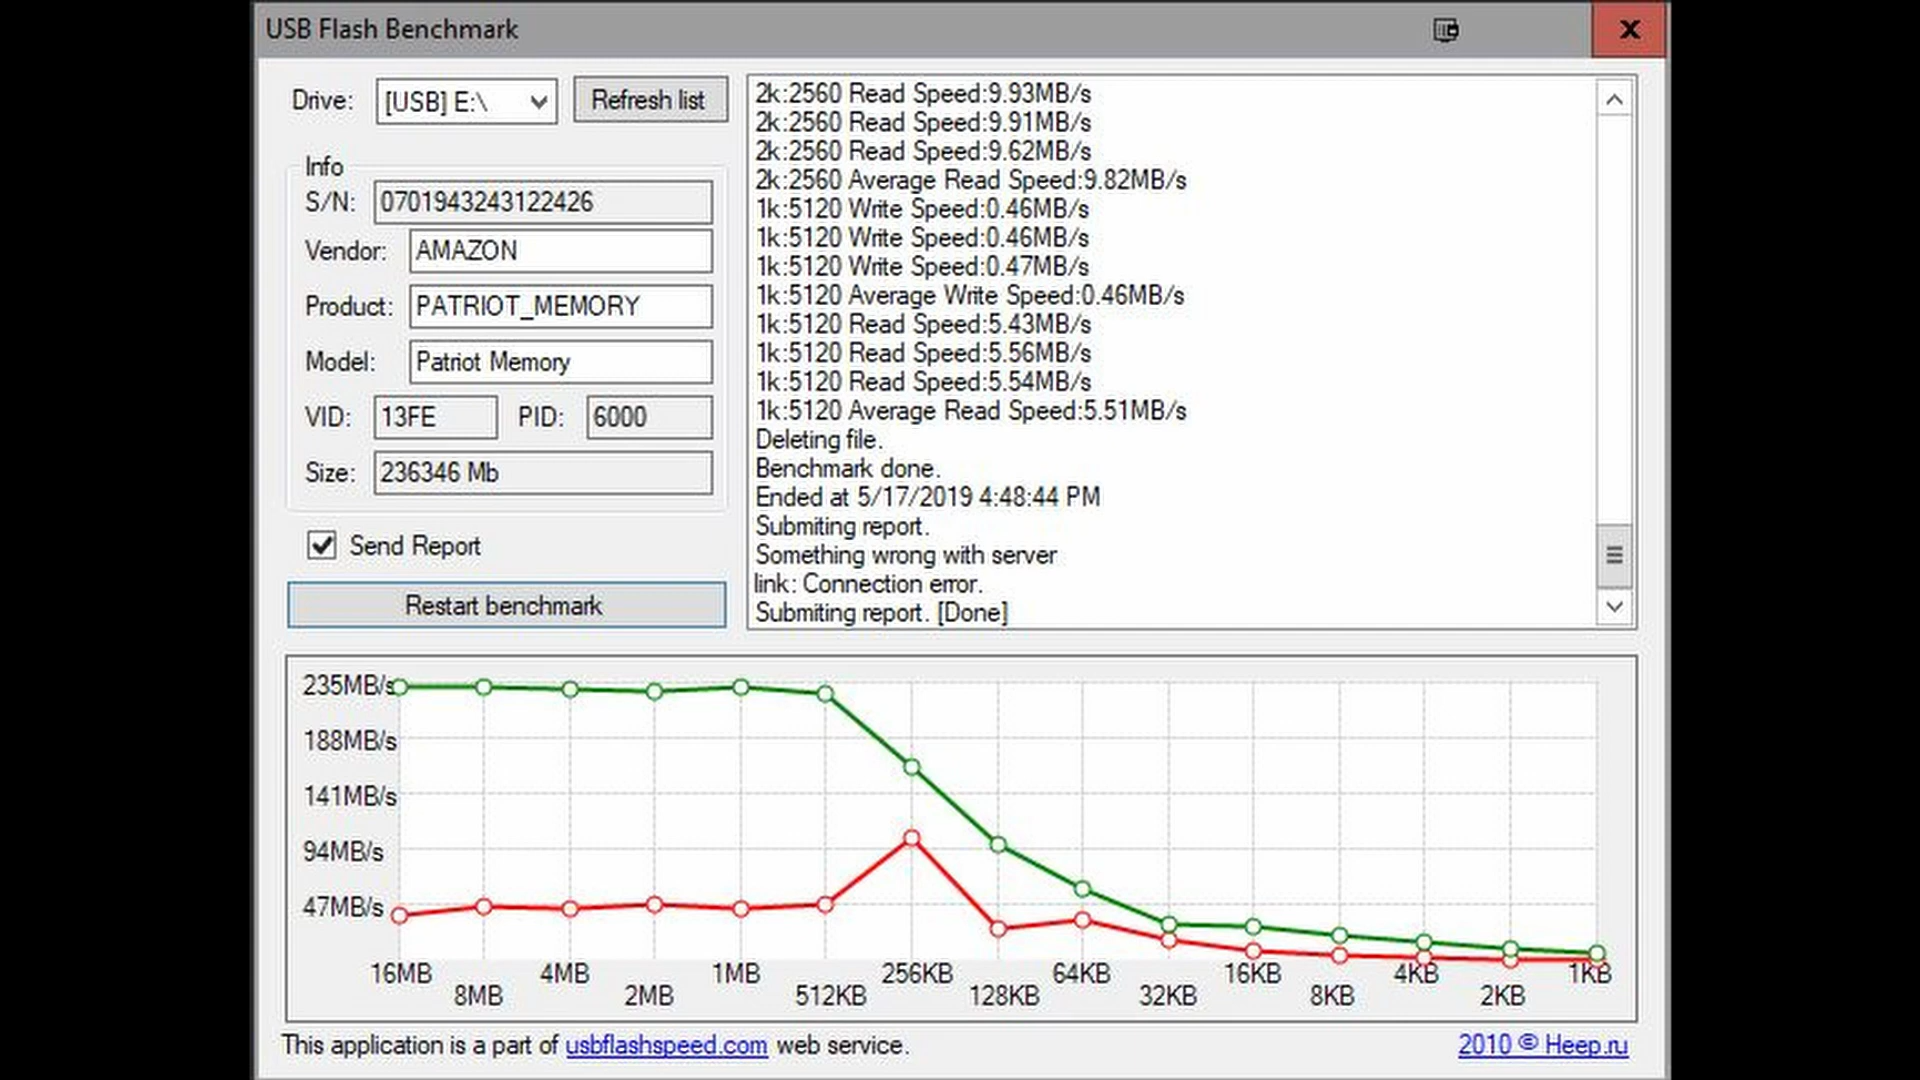 USB Flash Benchmark
X
Drive: [USB] E:\ Refresh list
Info
S/N: 0701943243122426
Vendor: AMAZON
Product: PATRIOT_MEMORY
Model: Patriot Memory
VID: 13FE PID: 6000
Size: 236346 Mb
Send Report
Restart benchmark
2k:2560 Read Speed:9.93MB/s
2k:2560 Read Speed:9.91MB/s
2k:2560 Read Speed:9.62MB/s
2k:2560 Average Read Speed:9.82MB/s
1k:5120 Write Speed:0.46MB/s
1k:5120 Write Speed:0.46MB/s
1k:5120 Write Speed:0.47MB/s
1k:5120 Average Write Speed:0.46MB/s
1k:5120 Read Speed:5.43MB/s
1k:5120 Read Speed:5.56MB/s
1k:5120 Read Speed:5.54MB/s
1k:5120 Average Read Speed:5.51MB/s
Deleting file.
Benchmark done.
Ended at 5/17/2019 4:48:44 PM
Submiting report.
Something wrong with server
link: Connection error.
Submiting report. [Done]
235MB/s
188MB/s
141MB/s
94MB/s
47MB/s
16MB 4MB 1MB 256KB 64KB 16KB 4KB 1KB
8MB 2MB 512KB 128KB 32KB 8KB 2KB
This application is a part of usbflashspeed.com web service. 2010 © Heep.ru